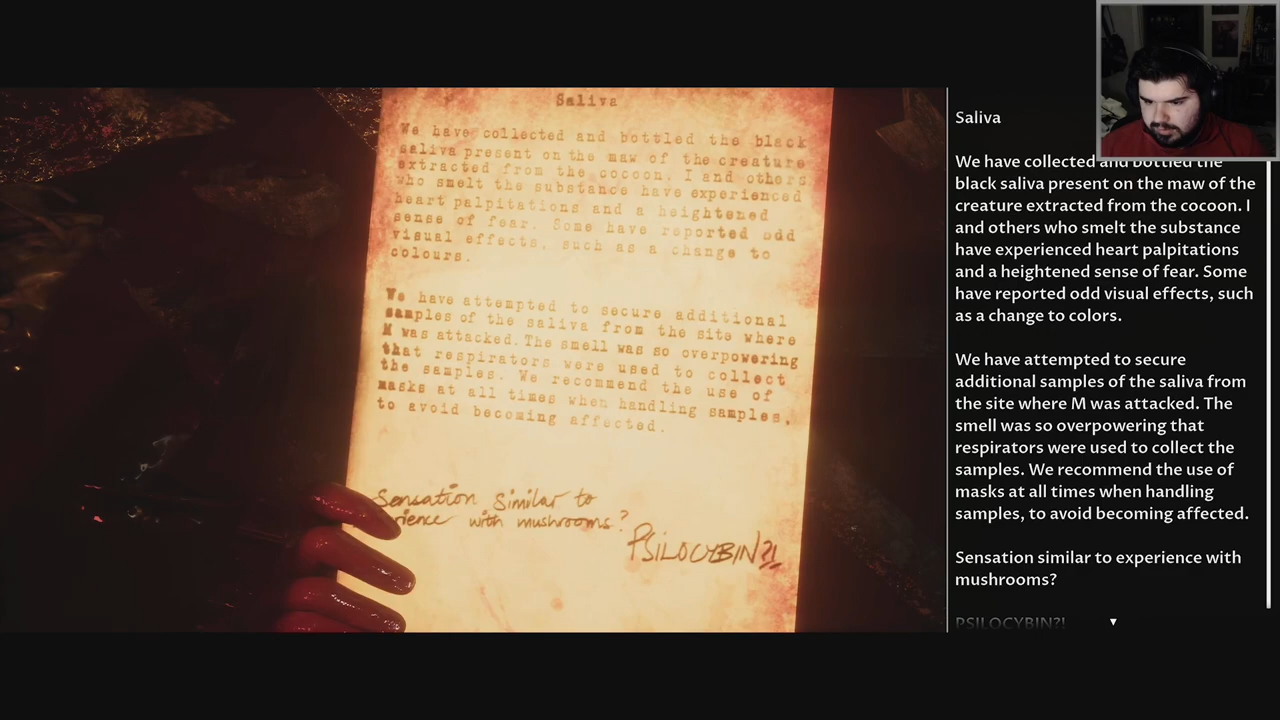 Saliva
We have collected and bottled the black
saliva present on the maw of the creature
extracted from the cocoon. I and others
who smelt the substance have experienced
heart palpitations and a heightened
sense of fear. Some have reported odd
visual effects, such as a change to
colours.
We have attempted to secure additional
samples of the saliva from the site where
M was attacked. The smell was so overpowering
that respirators were used to collect
the samples. We recommend the use of
masks at all times when handling samples,
to avoid becoming affected.
Sensation similar to
rience with mushrooms?
PSILOCYBIN?!
Saliva
We have collected and bottled the
black saliva present on the maw of the
creature extracted from the cocoon. I
and others who smelt the substance
have experienced heart palpitations
and a heightened sense of fear. Some
have reported odd visual effects, such
as a change to colors.
We have attempted to secure
additional samples of the saliva from
the site where M was attacked. The
smell was so overpowering that
respirators were used to collect the
samples. We recommend the use of
masks at all times when handling
samples, to avoid becoming affected.
Sensation similar to experience with
mushrooms?
PSILOCYBIN?!